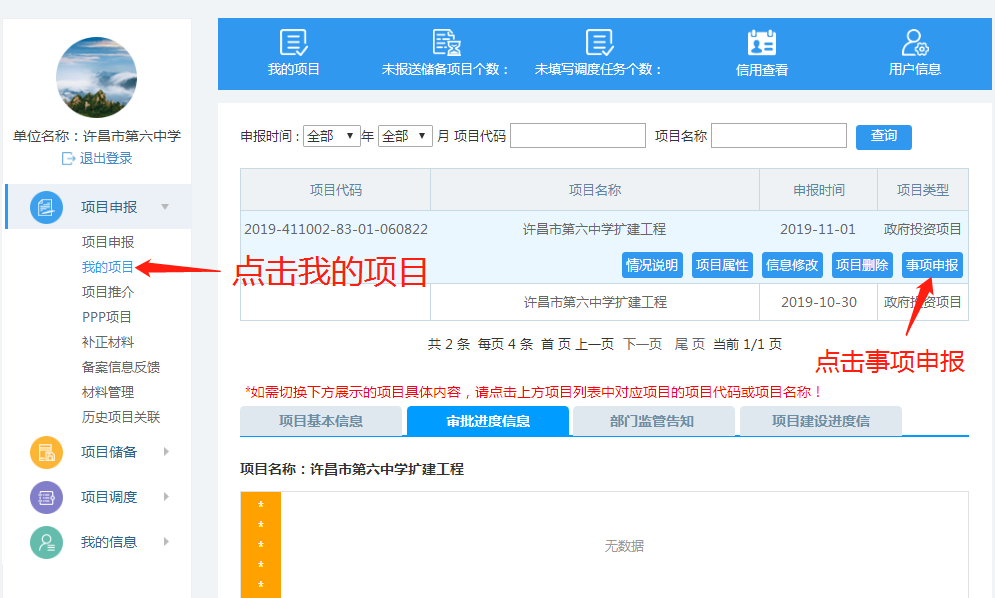 我的项目
未报送储备项目个数：
未填写调度任务个数：
信用查看
用户信息
单位名称：许昌市第六中学
退出登录
项目申报
项目申报
我的项目
项目推介
PPP项目
补正材料
备案信息反馈
材料管理
历史项目关联
项目储备
项目调度
我的信息
点击我的项目
申报时间：全部 年 全部 月 项目代码 项目名称 查询
项目代码 项目名称 申报时间 项目类型
2019-411002-83-01-060822 许昌市第六中学扩建工程 2019-11-01 政府投资项目
情况说明 项目属性 信息修改 项目删除 事项申报
许昌市第六中学扩建工程 2019-10-30 政府投资项目
共 2 条 每页 4 条 首 页 上一页 下一页 尾 页 当前 1/1 页
点击事项申报
*如需切换下方展示的项目具体内容，请点击上方项目列表中对应项目的项目代码或项目名称！
项目基本信息 审批进度信息 部门监管告知 项目建设进度信
项目名称：许昌市第六中学扩建工程
*
*
*
*
*
无数据